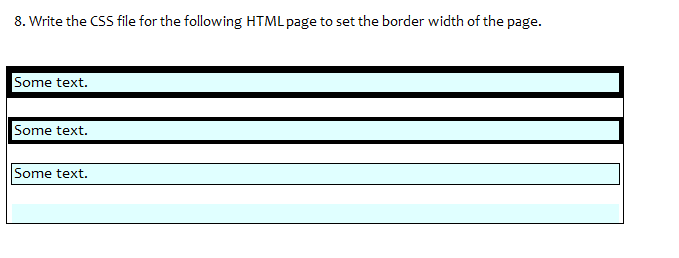 8. Write the CSS file for the following HTML page to set the border width of the page.
Some text.
Some text.
Some text.